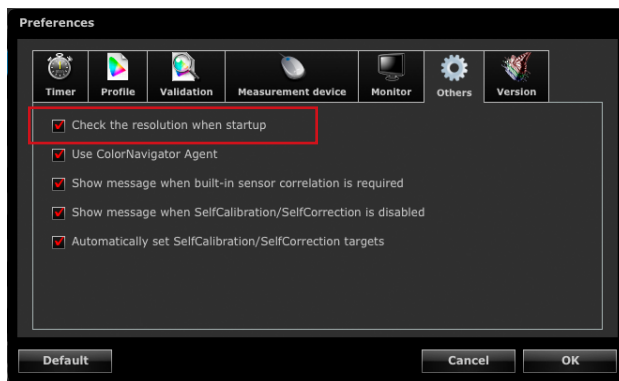 Preferences
Timer
Profile
Validation
Measurement device
Monitor
Others
Version
Check the resolution when startup
Use ColorNavigator Agent
Show message when built-in sensor correlation is required
Show message when SelfCalibration/SelfCorrection is disabled
Automatically set SelfCalibration/SelfCorrection targets
Default
Cancel
OK